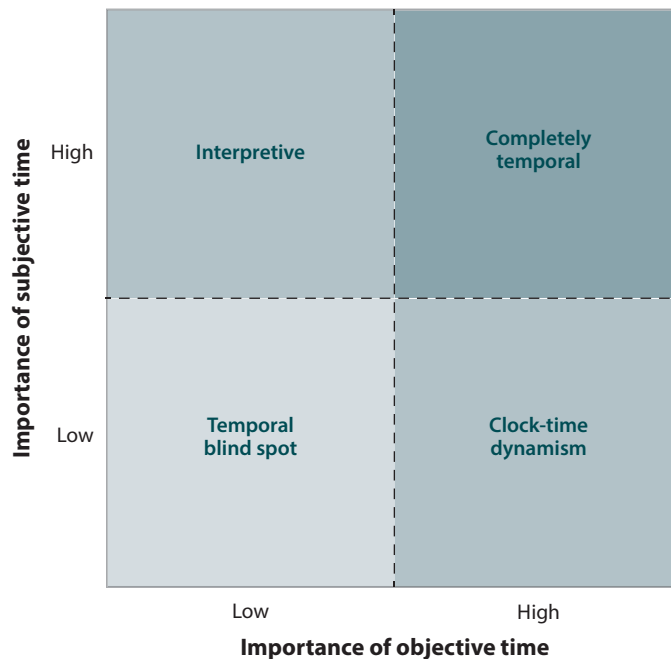 Importance of subjective time
High
Low
Interpretive
Completely
temporal
Temporal
blind spot
Clock-time
dynamism
Low
High
Importance of objective time